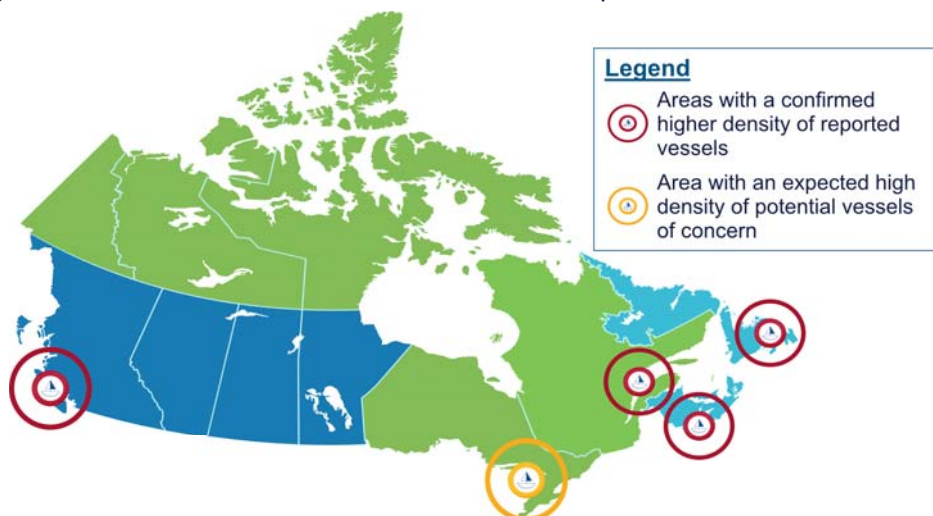 Legend
Areas with a confirmed
higher density of reported
vessels
Area with an expected high
density of potential vessels
of concern